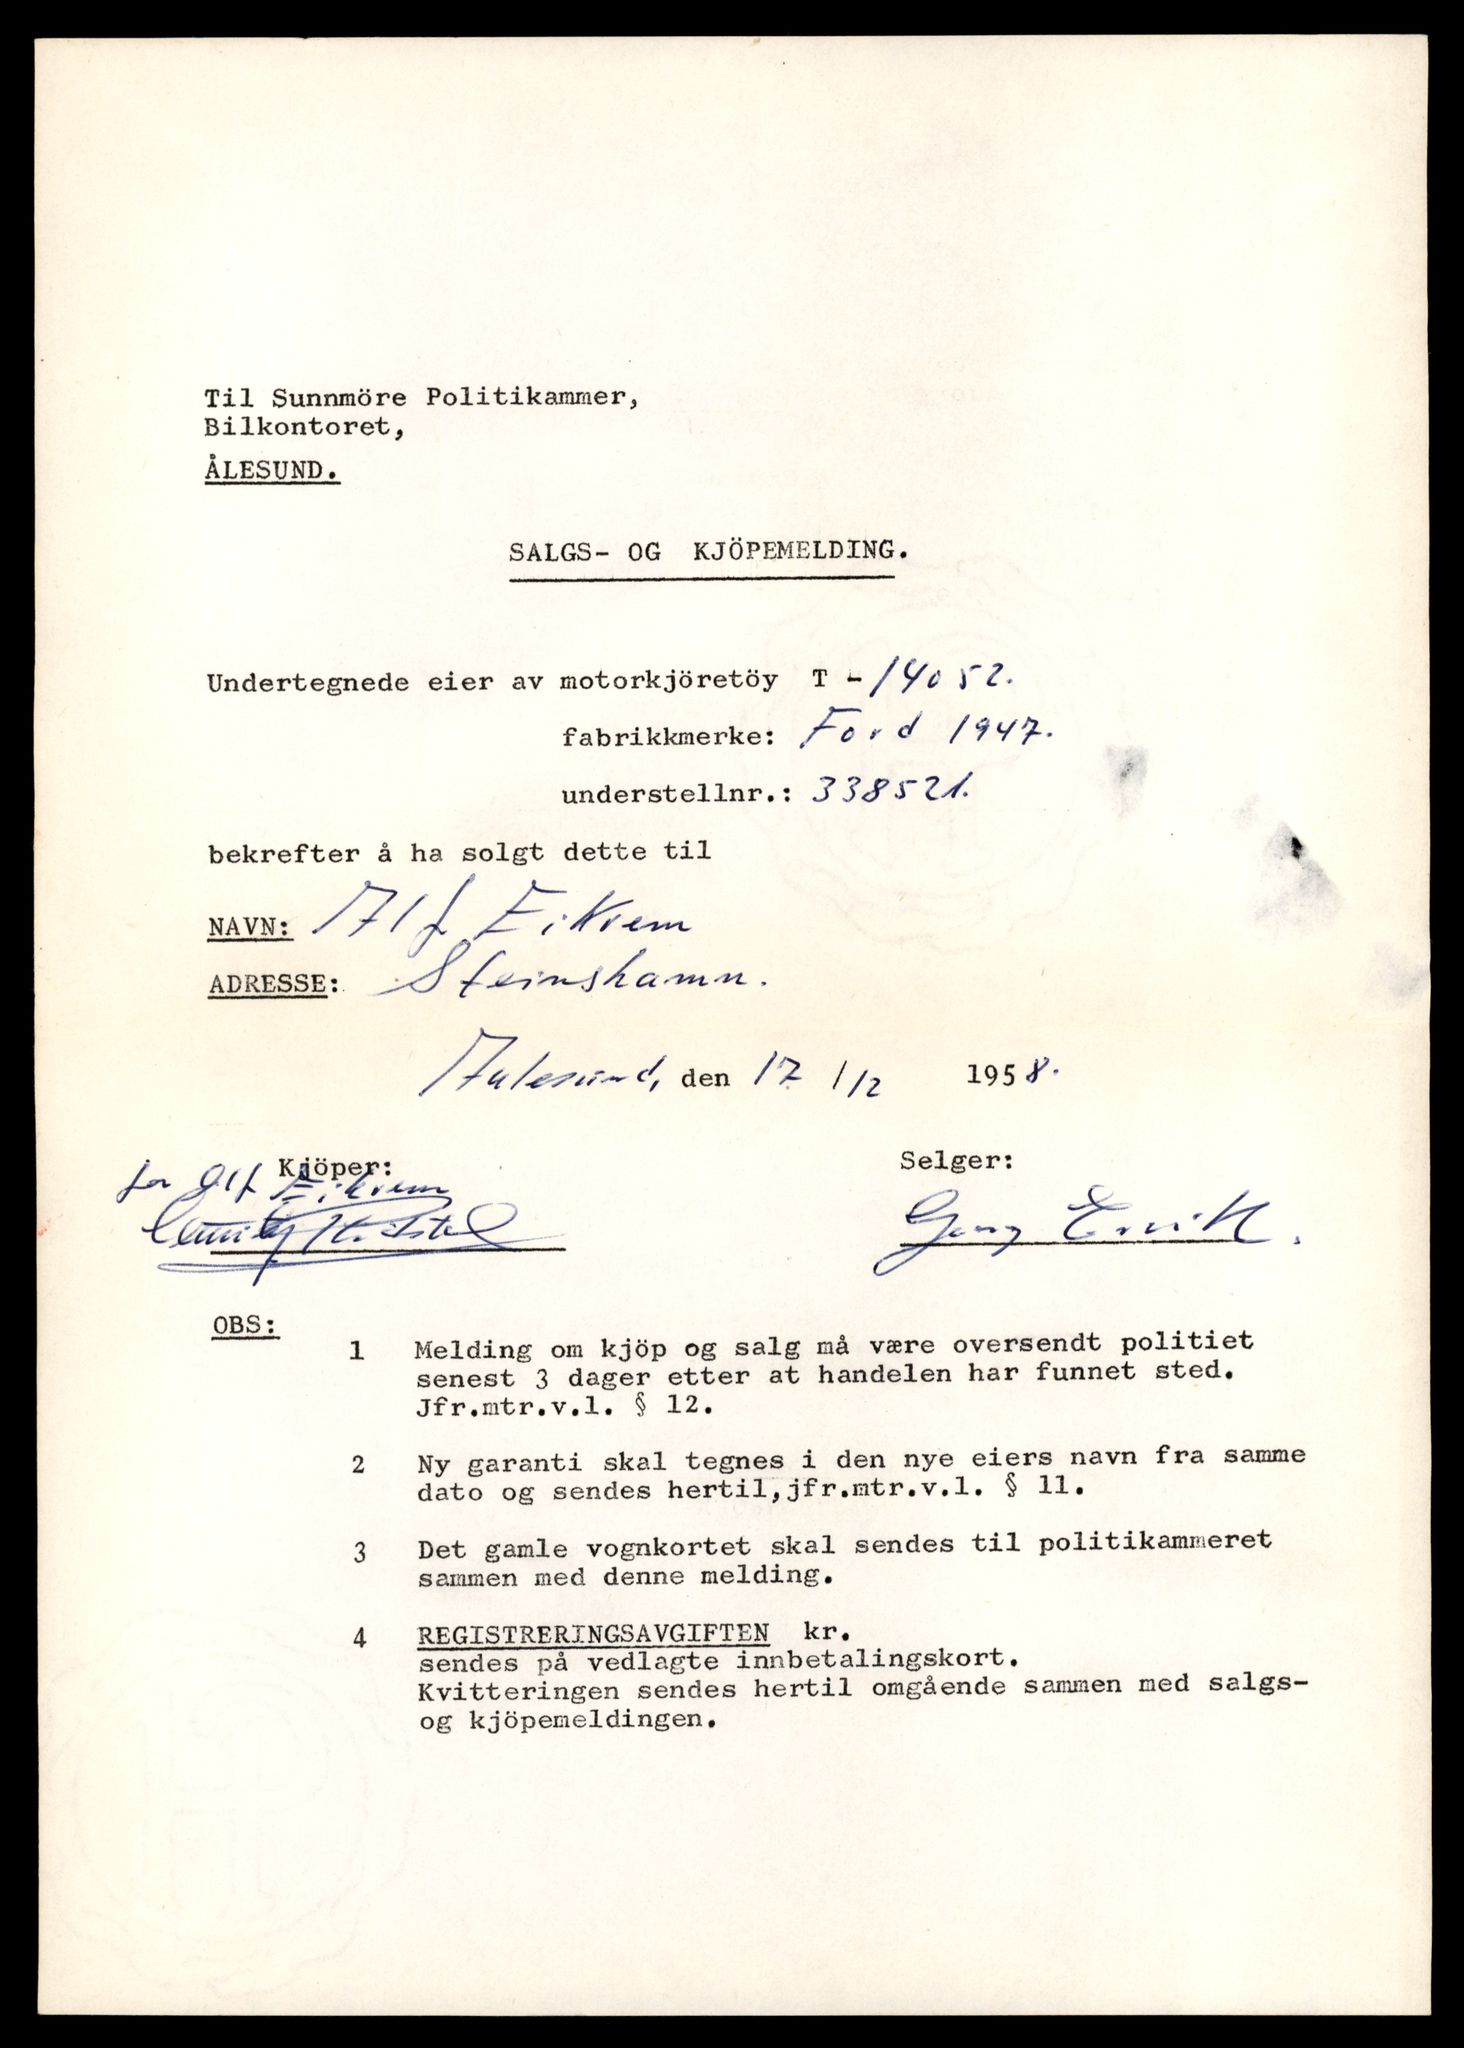 Til Sunnmöre Politikammer,
Bilkontoret,
ÅLESUND.
SALGS- OG KJÖPEMELDING.
Undertegnede eier av motorkjöretöy T - 14052.
fabrikkmerke: Ford 1947.
understellnr.: 338521.
bekrefter å ha solgt dette til
NAVN: Alf Eikrem
ADRESSE: Steinshamn.
Aalesund, den 17 /12 1958.
Kjöper:
Selger:
for Alf Eikrem
Georg Ervik.
OBS:
1 Melding om kjöp og salg må være oversendt politiet
senest 3 dager etter at handelen har funnet sted.
Jfr.mtr.v.l. § 12.
2 Ny garanti skal tegnes i den nye eiers navn fra samme
dato og sendes hertil,jfr.mtr.v.l. § 11.
3 Det gamle vognkortet skal sendes til politikammeret
sammen med denne melding.
4 REGISTRERINGSAVGIFTEN kr.
sendes på vedlagte innbetalingskort.
Kvitteringen sendes hertil omgående sammen med salgs-
og kjöpemeldingen.